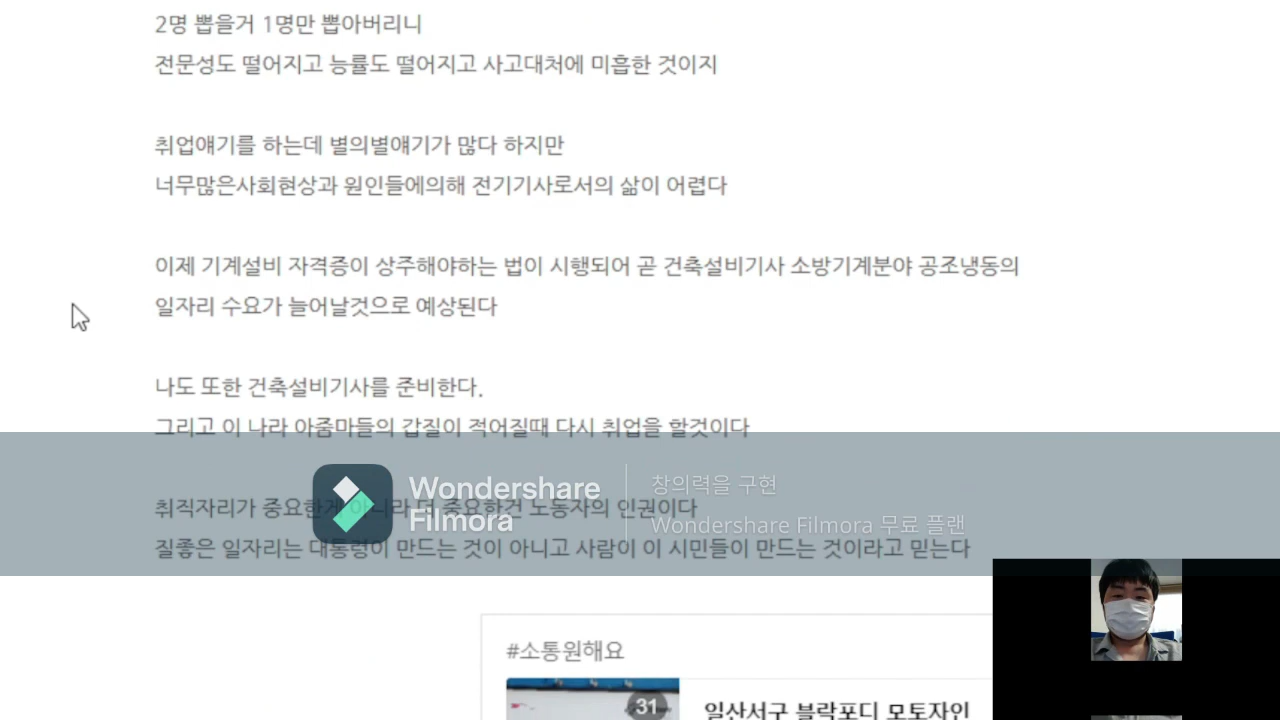 2명 뽑을거 1명만 뽑아버리니
전문성도 떨어지고 능률도 떨어지고 사고대처에 미흡한 것이지
취업얘기를 하는데 별의별얘기가 많다 하지만
너무많은사회현상과 원인들에의해 전기기사로서의 삶이 어렵다
이제 기계설비 자격증이 상주해야하는 법이 시행되어 곧 건축설비기사 소방기계분야 공조냉동의
일자리 수요가 늘어날것으로 예상된다
나도 또한 건축설비기사를 준비한다.
그리고 이 나라 아줌마들의 갑질이 적어질때 다시 취업을 할것이다
취직자리가 중요한게 아니라 더 중요한건 노동자의 인권이다
질좋은 일자리는 대통령이 만드는 것이 아니고 사람이 이 시민들이 만드는 것이라고 믿는다
Wondershare
Filmora
창의력을 구현
Wondershare Filmora 무료 플랜
#소통원해요
31
일산서구 블락포디 모토자인